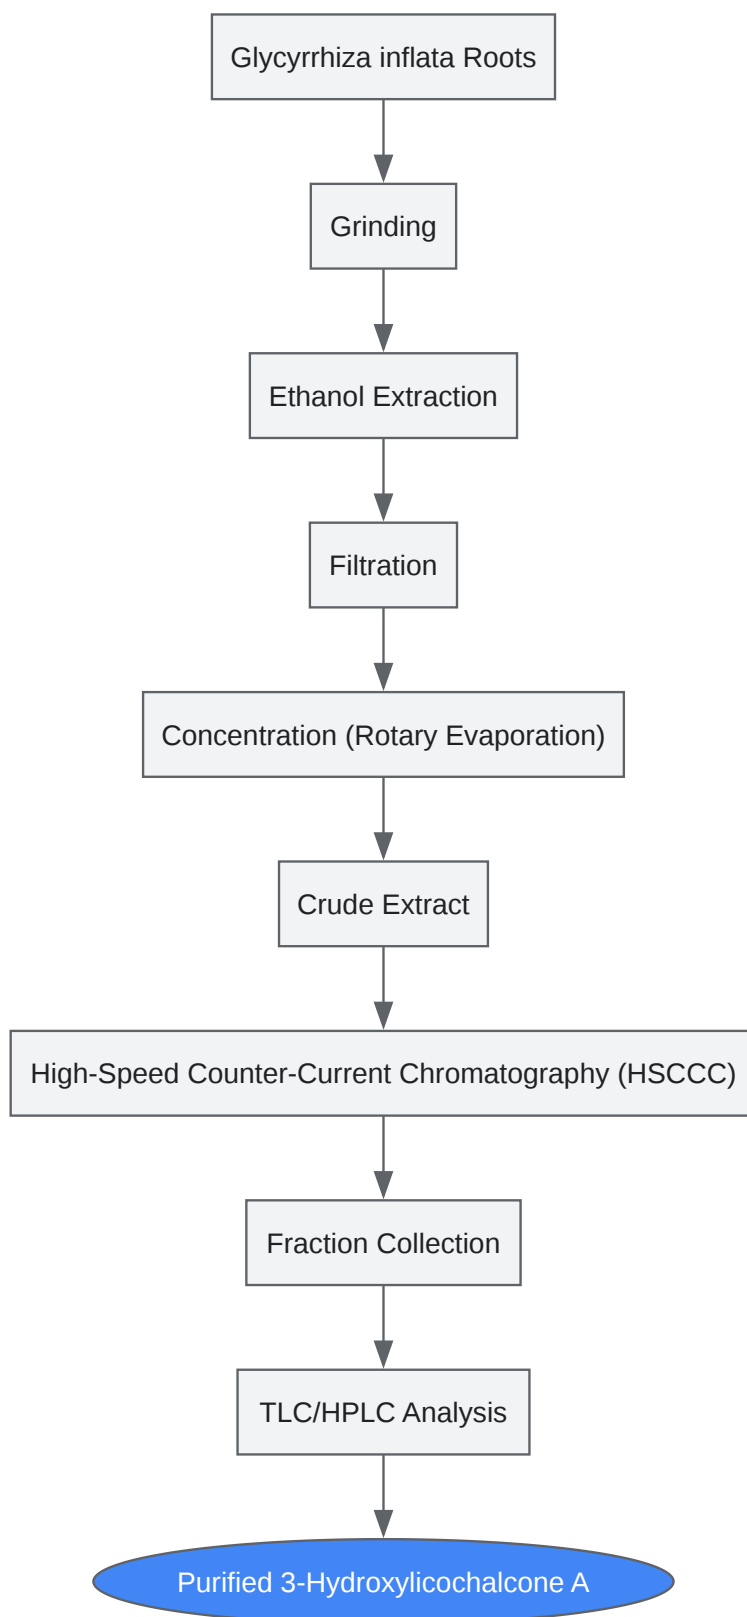 Glycyrrhiza inflata Roots
Grinding
Ethanol Extraction
Filtration
Concentration (Rotary Evaporation)
Crude Extract
High-Speed Counter-Current Chromatography (HSCCC)
Fraction Collection
TLC/HPLC Analysis
Purified 3-Hydroxylicochalcone A